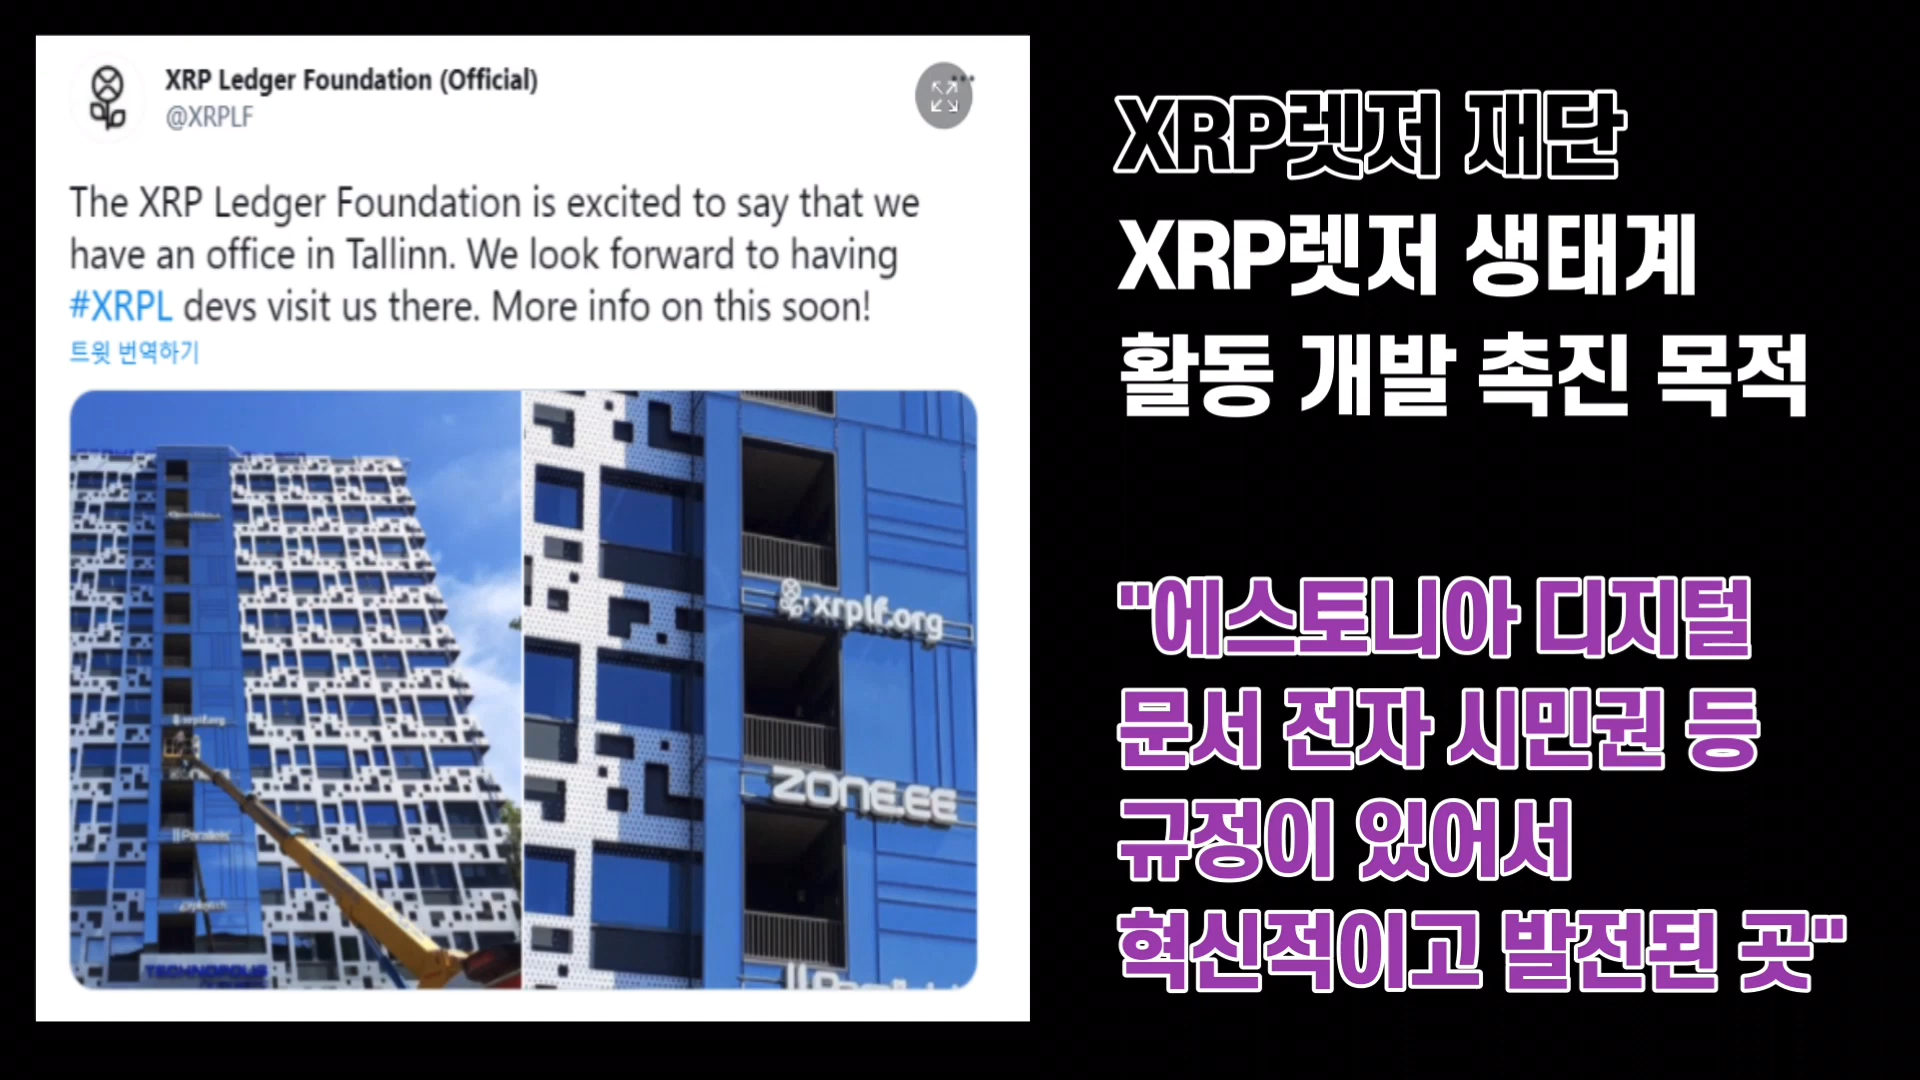 XRP Ledger Foundation (Official)
@XRPLF
The XRP Ledger Foundation is excited to say that we
have an office in Tallinn. We look forward to having
#XRPL devs visit us there. More info on this soon!
트윗 번역하기
xrplf.org
Parallels
TECHNOPOLIS
xrplf.org
ZONE.EE
Parallels
XRP렛저 재단
XRP렛저 생태계
활동 개발 촉진 목적
"에스토니아 디지털
문서 전자 시민권 등
규정이 있어서
혁신적이고 발전된 곳"